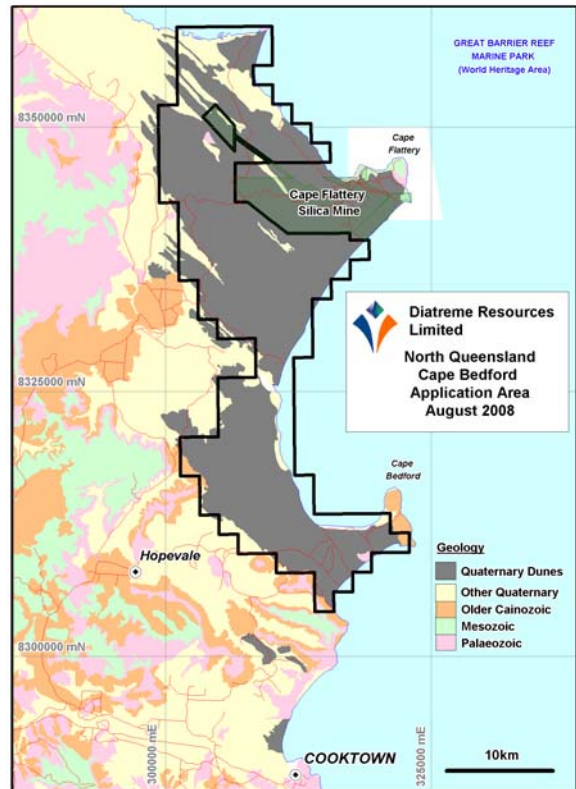 GREAT BARRIER REEF
MARINE PARK
(World Heritage Area)
8350000 mN
Cape
Flattery
Cape Flattery
Silica Mine
Diatreme Resources
Limited
North Queensland
Cape Bedford
Application Area
August 2008
8325000 mN
Cape
Bedford
Hopevale
Geology
Quaternary Dunes
Other Quaternary
Older Cainozoic
Mesozoic
Palaeozoic
8300000 mN
300000 mE
325000 mE
COOKTOWN
10km